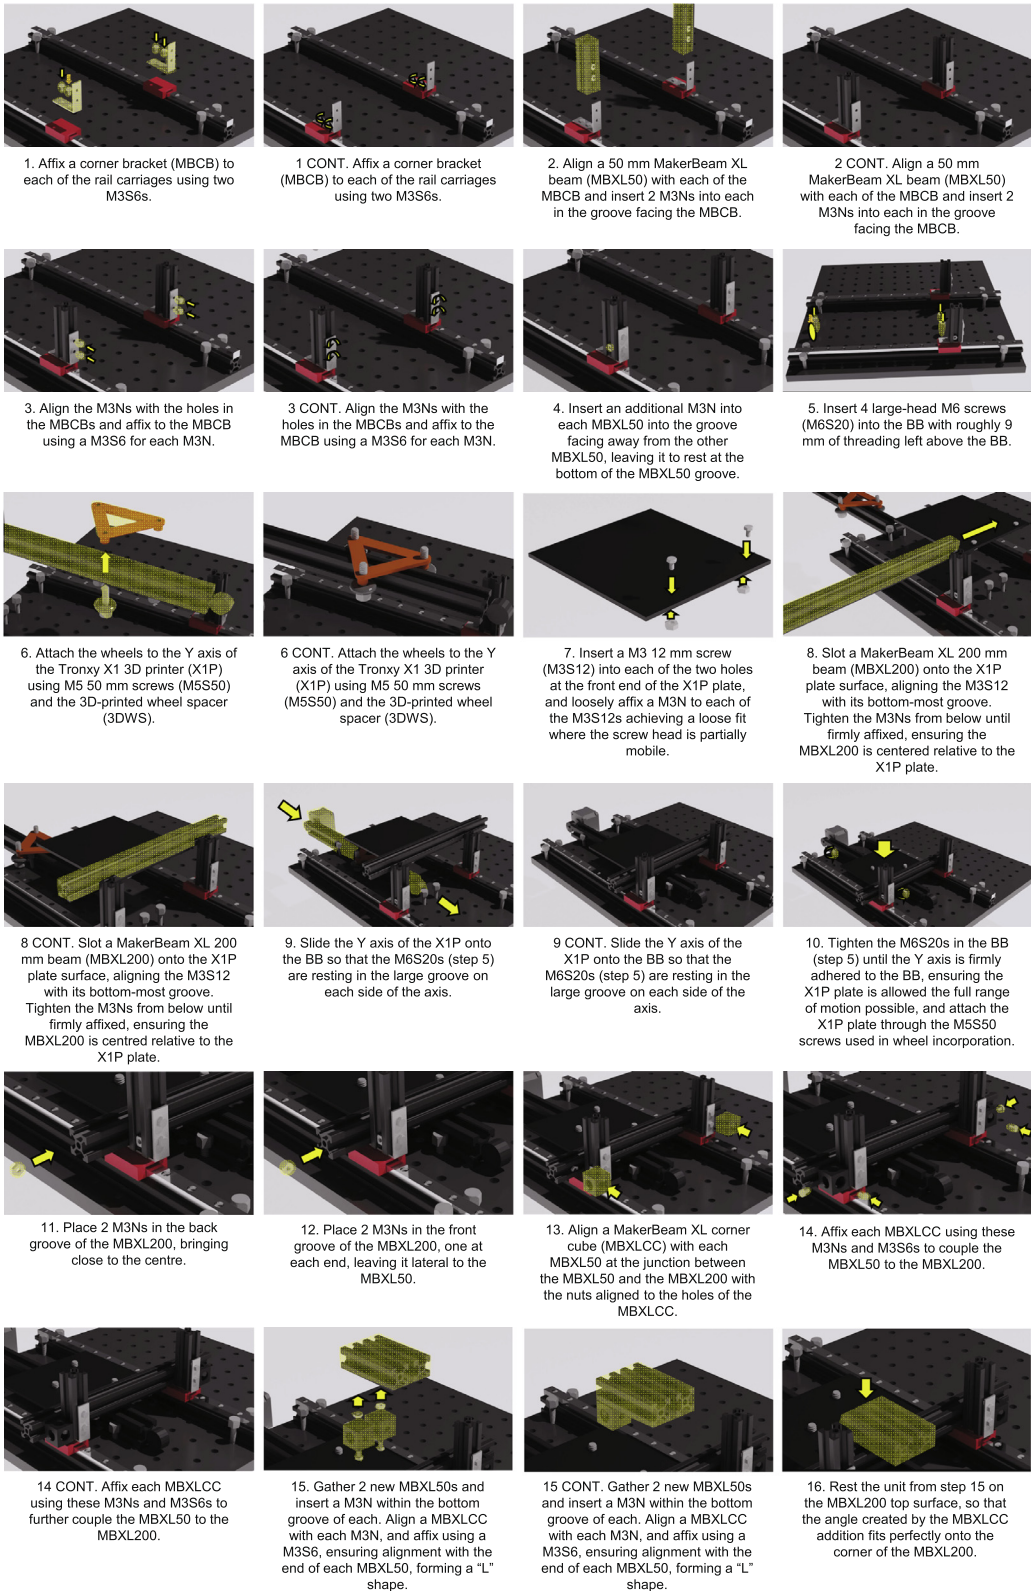 1. Affix a corner bracket (MBCB) to
each of the rail carriages using two
M3S6s.
1 CONT. Affix a corner bracket
(MBCB) to each of the rail carriages
using two M3S6s.
2. Align a 50 mm MakerBeam XL
beam (MBXL50) with each of the
MBCB and insert 2 M3Ns into each
in the groove facing the MBCB.
2 CONT. Align a 50 mm
MakerBeam XL beam (MBXL50)
with each of the MBCB and insert 2
M3Ns into each in the groove
facing the MBCB.
3. Align the M3Ns with the holes in
the MBCBs and affix to the MBCB
using a M3S6 for each M3N.
3 CONT. Align the M3Ns with the
holes in the MBCBs and affix to the
MBCB using a M3S6 for each M3N.
4. Insert an additional M3N into
each MBXL50 into the groove
facing away from the other
MBXL50, leaving it to rest at the
bottom of the MBXL50 groove.
5. Insert 4 large-head M6 screws
(M6S20) into the BB with roughly 9
mm of threading left above the BB.
6. Attach the wheels to the Y axis of
the Tronxy X1 3D printer (X1P)
using M5 50 mm screws (M5S50)
and the 3D-printed wheel spacer
(3DWS).
6 CONT. Attach the wheels to the Y
axis of the Tronxy X1 3D printer
(X1P) using M5 50 mm screws
(M5S50) and the 3D-printed wheel
spacer (3DWS).
7. Insert a M3 12 mm screw
(M3S12) into each of the two holes
at the front end of the X1P plate,
and loosely affix a M3N to each of
the M3S12s achieving a loose fit
where the screw head is partially
mobile.
8. Slot a MakerBeam XL 200 mm
beam (MBXL200) onto the X1P
plate surface, aligning the M3S12
with its bottom-most groove.
Tighten the M3Ns from below until
firmly affixed, ensuring the
MBXL200 is centered relative to the
X1P plate.
8 CONT. Slot a MakerBeam XL 200
mm beam (MBXL200) onto the X1P
plate surface, aligning the M3S12
with its bottom-most groove.
Tighten the M3Ns from below until
firmly affixed, ensuring the
MBXL200 is centred relative to the
X1P plate.
9. Slide the Y axis of the X1P onto
the BB so that the M6S20s (step 5)
are resting in the large groove on
each side of the axis.
9 CONT. Slide the Y axis of the
X1P onto the BB so that the
M6S20s (step 5) are resting in the
large groove on each side of the
axis.
10. Tighten the M6S20s in the BB
(step 5) until the Y axis is firmly
adhered to the BB, ensuring the
X1P plate is allowed the full range
of motion possible, and attach the
X1P plate through the M5S50
screws used in wheel incorporation.
11. Place 2 M3Ns in the back
groove of the MBXL200, bringing
close to the centre.
12. Place 2 M3Ns in the front
groove of the MBXL200, one at
each end, leaving it lateral to the
MBXL50.
13. Align a MakerBeam XL corner
cube (MBXLCC) with each
MBXL50 at the junction between
the MBXL50 and the MBXL200 with
the nuts aligned to the holes of the
MBXLCC.
14. Affix each MBXLCC using these
M3Ns and M3S6s to couple the
MBXL50 to the MBXL200.
14 CONT. Affix each MBXLCC
using these M3Ns and M3S6s to
further couple the MBXL50 to the
MBXL200.
15. Gather 2 new MBXL50s and
insert a M3N within the bottom
groove of each. Align a MBXLCC
with each M3N, and affix using a
M3S6, ensuring alignment with the
end of each MBXL50, forming a “L”
shape.
15 CONT. Gather 2 new MBXL50s
and insert a M3N within the bottom
groove of each. Align a MBXLCC
with each M3N, and affix using a
M3S6, ensuring alignment with the
end of each MBXL50, forming a “L”
shape.
16. Rest the unit from step 15 on
the MBXL200 top surface, so that
the angle created by the MBXLCC
addition fits perfectly onto the
corner of the MBXL200.